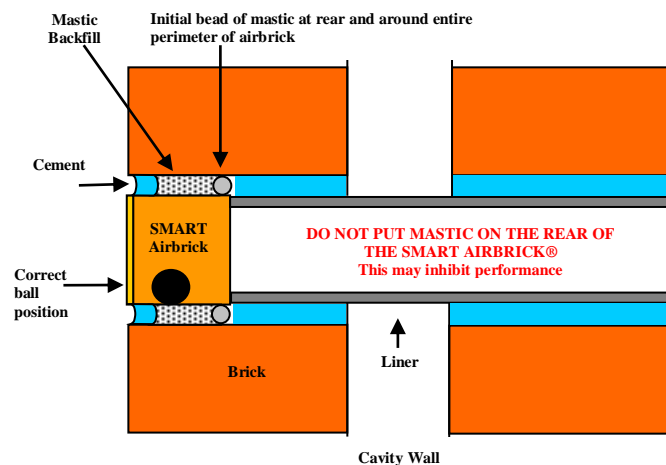 Mastic
Backfill
Initial bead of mastic at rear and around entire
perimeter of airbrick
Cement
SMART
Airbrick
DO NOT PUT MASTIC ON THE REAR OF
THE SMART AIRBRICK®
This may inhibit performance
Correct
ball
position
Brick
Liner
Cavity Wall